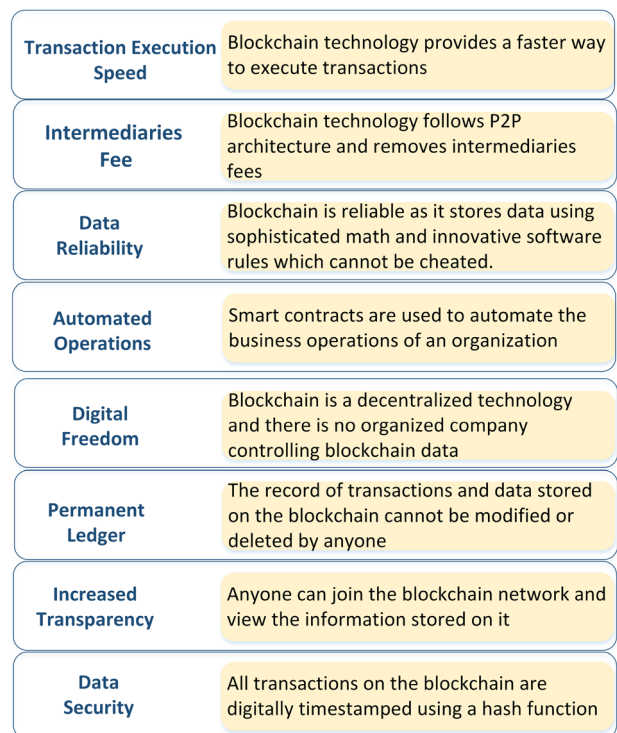 Transaction Execution
Speed
Blockchain technology provides a faster way
to execute transactions
Intermediaries
Fee
Blockchain technology follows P2P
architecture and removes intermediaries
fees
Data
Reliability
Blockchain is reliable as it stores data using
sophisticated math and innovative software
rules which cannot be cheated.
Automated
Operations
Smart contracts are used to automate the
business operations of an organization
Digital
Freedom
Blockchain is a decentralized technology
and there is no organized company
controlling blockchain data
Permanent
Ledger
The record of transactions and data stored
on the blockchain cannot be modified or
deleted by anyone
Increased
Transparency
Anyone can join the blockchain network and
view the information stored on it
Data
Security
All transactions on the blockchain are
digitally timestamped using a hash function